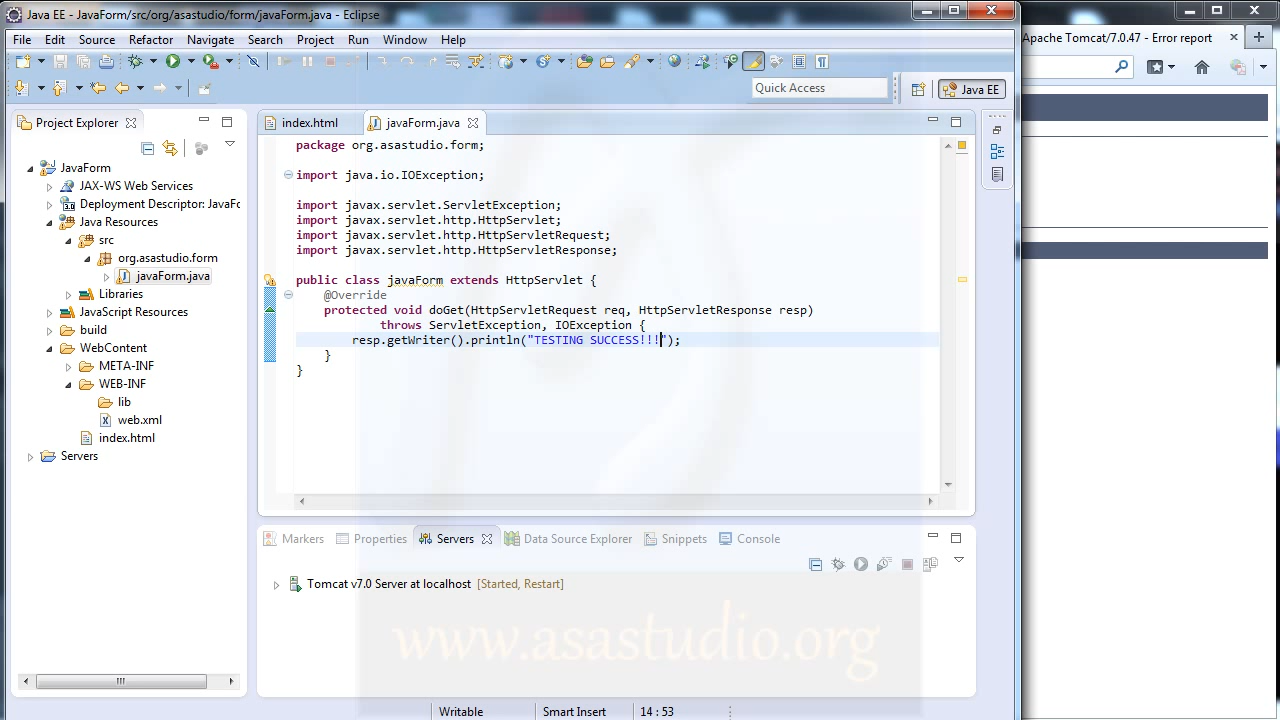 Java EE - JavaForm/src/org/asastudio/form/javaForm.java - Eclipse
File Edit Source Refactor Navigate Search Project Run Window Help
Apache Tomcat/7.0.47 - Error report
Quick Access
Java EE
Project Explorer
JavaForm
JAX-WS Web Services
Deployment Descriptor: JavaFo
Java Resources
src
org.asastudio.form
javaForm.java
Libraries
JavaScript Resources
build
WebContent
META-INF
WEB-INF
lib
web.xml
index.html
Servers
index.html javaForm.java
package org.asastudio.form;
import java.io.IOException;
import javax.servlet.ServletException;
import javax.servlet.http.HttpServlet;
import javax.servlet.http.HttpServletRequest;
import javax.servlet.http.HttpServletResponse;
public class javaForm extends HttpServlet {
@Override
protected void doGet(HttpServletRequest req, HttpServletResponse resp)
throws ServletException, IOException {
resp.getWriter().println("TESTING SUCCESS!!!");
}
}
Markers Properties Servers Data Source Explorer Snippets Console
Tomcat v7.0 Server at localhost [Started, Restart]
www.asastudio.org
Writable Smart Insert 14 : 53